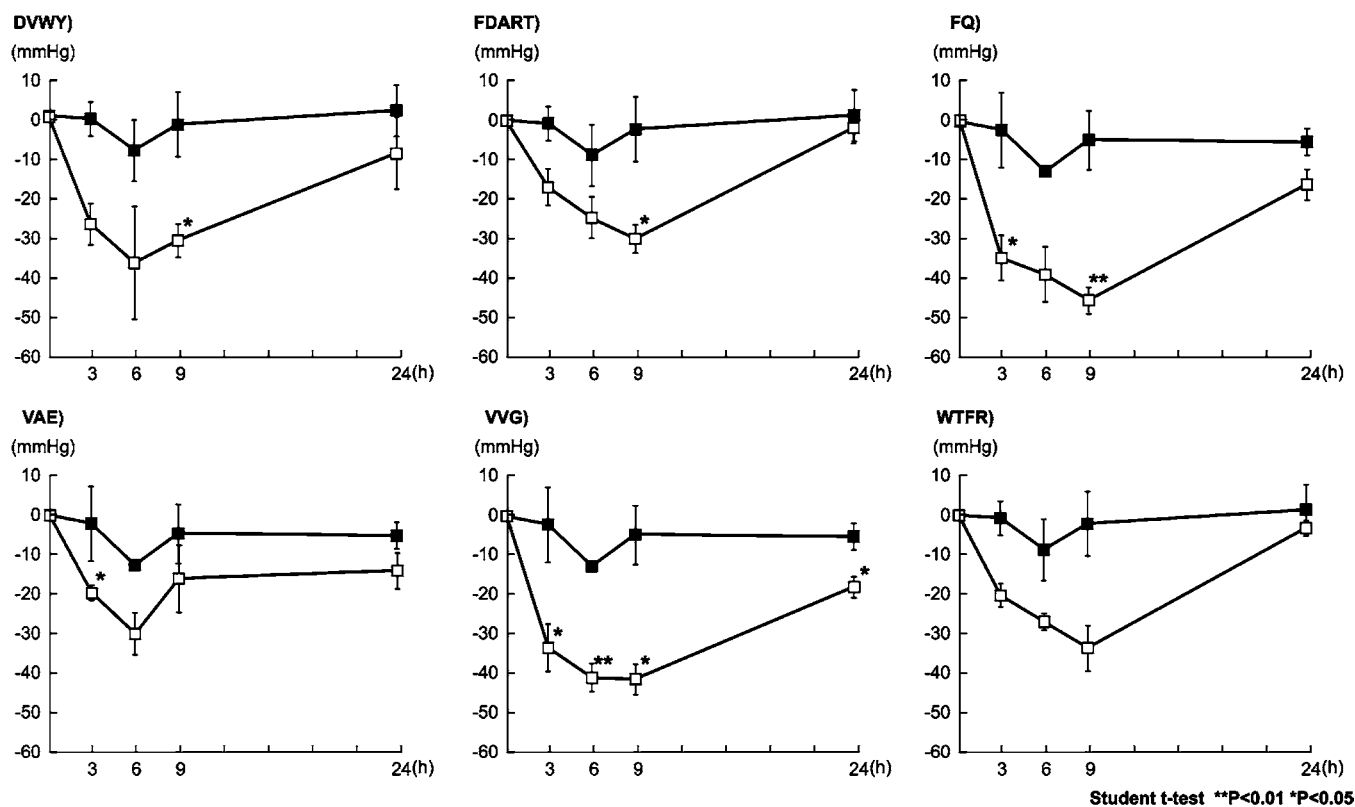 DVWY)
(mmHg)
10
0
-10
-20
-30
-40
-50
-60
*
3 6 9 24(h)
FDART)
(mmHg)
10
0
-10
-20
-30
-40
-50
-60
*
3 6 9 24(h)
FQ)
(mmHg)
10
0
-10
-20
-30
-40
-50
-60
*
**
3 6 9 24(h)
VAE)
(mmHg)
10
0
-10
-20
-30
-40
-50
-60
*
3 6 9 24(h)
VVG)
(mmHg)
10
0
-10
-20
-30
-40
-50
-60
* ** * *
3 6 9 24(h)
WTFR)
(mmHg)
10
0
-10
-20
-30
-40
-50
-60
3 6 9 24(h)
Student t-test **P<0.01 *P<0.05